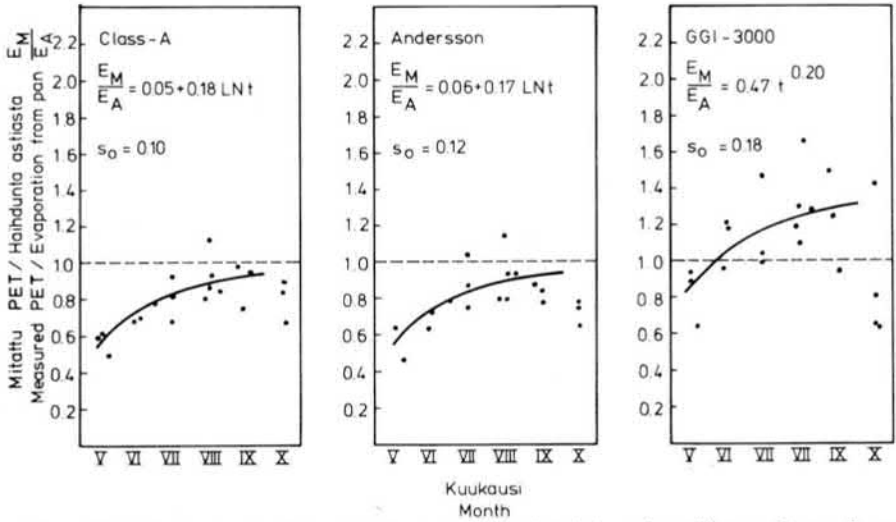 Mitattu PET / Haihdunta astiasta E_M
Measured PET / Evaporation from pan E_A
2.2
2.0
1.8
1.6
1.4
1.2
1.0
0.8
0.6
0.4
0.2
Class-A
E_M/E_A = 0.05+0.18 LN t
s_o = 0.10
V VI VII VIII IX X
2.2
2.0
1.8
1.6
1.4
1.2
1.0
0.8
0.6
0.4
0.2
Andersson
E_M/E_A = 0.06+0.17 LN t
s_o = 0.12
V VI VII VIII IX X
2.2
2.0
1.8
1.6
1.4
1.2
1.0
0.8
0.6
0.4
0.2
GGI-3000
E_M/E_A = 0.47 t^0.20
s_o = 0.18
V VI VII VII IX X
Kuukausi
Month